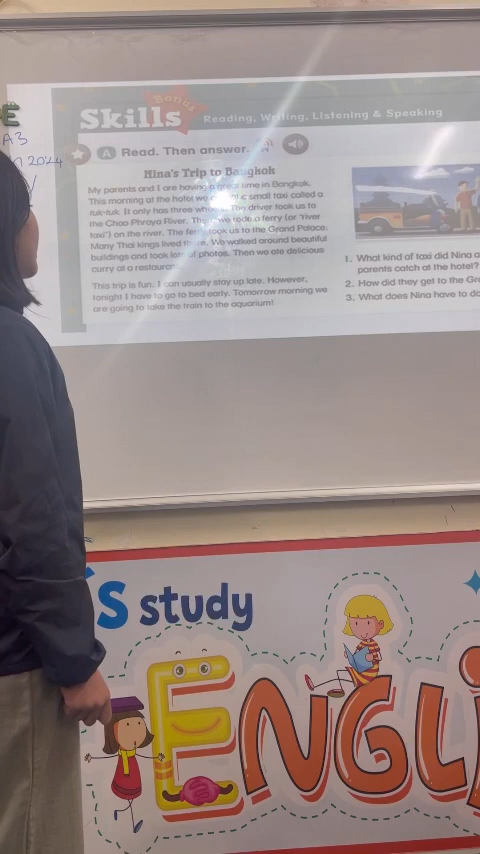 E
A3
2024
Bonus
Skills Reading, Writing, Listening & Speaking
A Read. Then answer.
Nina's Trip to Bangkok
My parents and I are having a great time in Bangkok.
This morning at the hotel we a small taxi called a
tuk-tuk. It only has three The driver took us to
the Chao Phraya River. we rode a ferry (or "river
taxi") on the river. The ferry took us to the Grand Palace.
Many Thai kings lived there. We walked around beautiful
buildings and took lots of photos. Then we ate delicious
curry at a restaurant.
This trip is fun. I can usually stay up late. However,
tonight I have to go to bed early. Tomorrow morning we
are going to take the train to the aquarium!
1. What kind of taxi did Nina a
parents catch at the hotel?
2. How did they get to the Gr
3. What does Nina have to do
's study
ENGLI